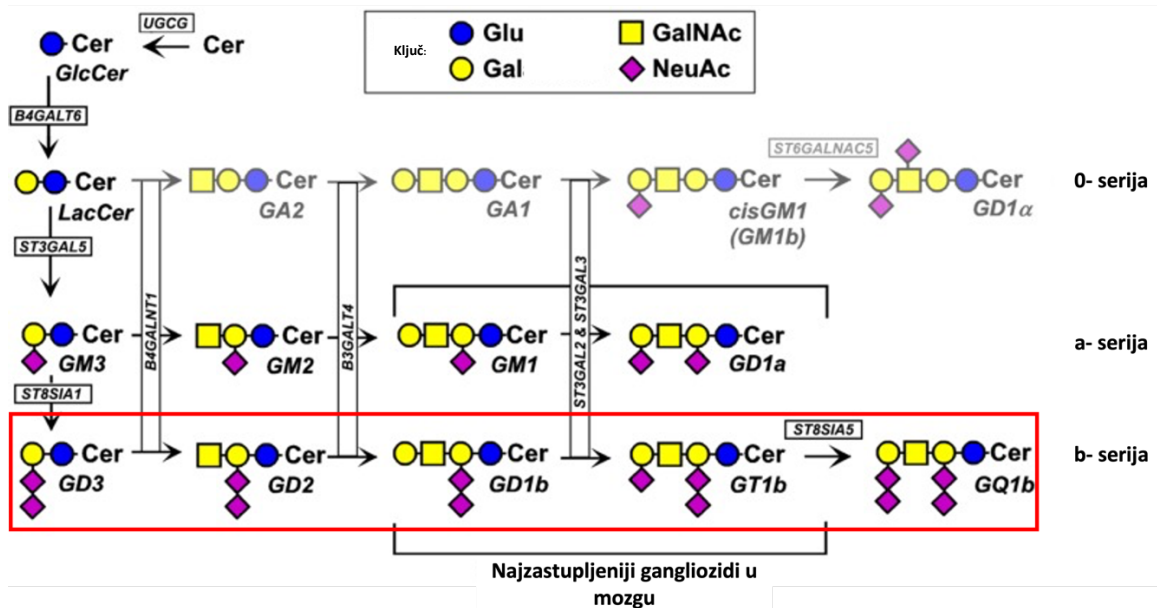 UGCG
Cer Cer
GlcCer
Ključ:
Glu GalNAc
Gal NeuAc
B4GALT6
Cer
LacCer
Cer
GA2
Cer
GA1
Cer
cisGM1
(GM1b)
ST6GALNAC5
Cer
GD1α
0- serija
ST3GAL5
B4GALNT1
B3GALT4
ST3GAL2 & ST3GAL3
Cer
GM3
Cer
GM2
Cer
GM1
Cer
GD1a
a- serija
ST8SIA1
Cer
GD3
Cer
GD2
Cer
GD1b
Cer
GT1b
ST8SIA5
Cer
GQ1b
b- serija
Najzastupljeniji gangliozidi u
mozgu